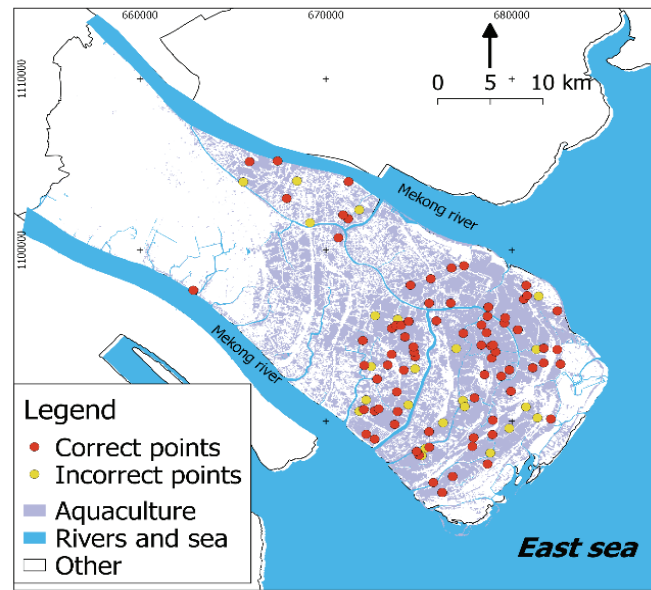 660000
670000
680000
1110000
0 5 10 km
Mekong river
1100000
Mekong river
Legend
Correct points
Incorrect points
Aquaculture
Rivers and sea
Other
East sea